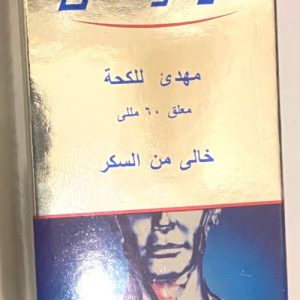 مهدئ للكحة
معلق ٦٠ مللى
خالى من السكر